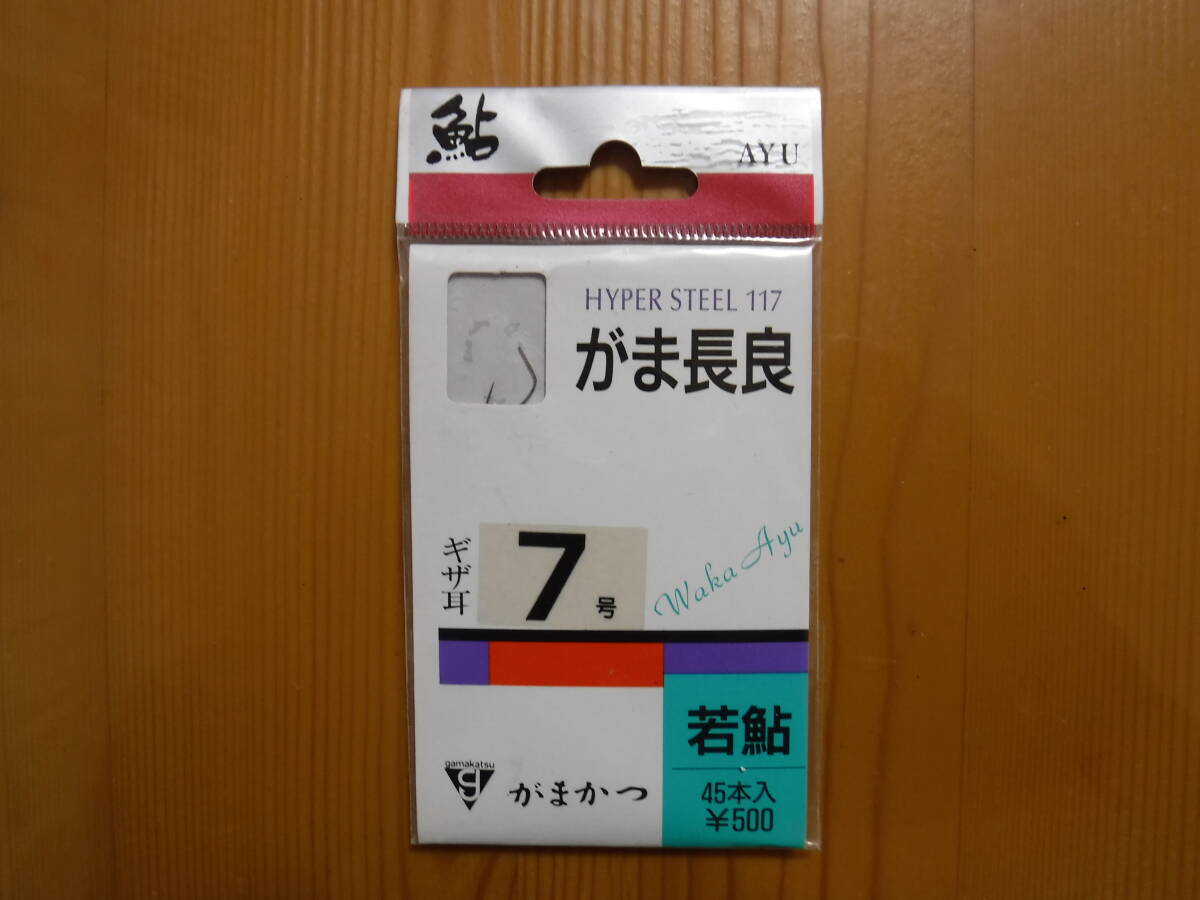 鮎
AYU
HYPER STEEL 117
がま長良
ギザ耳
7号
Waka Ayu
若鮎
45本入
¥500
gamakatsu
g
がまかつ